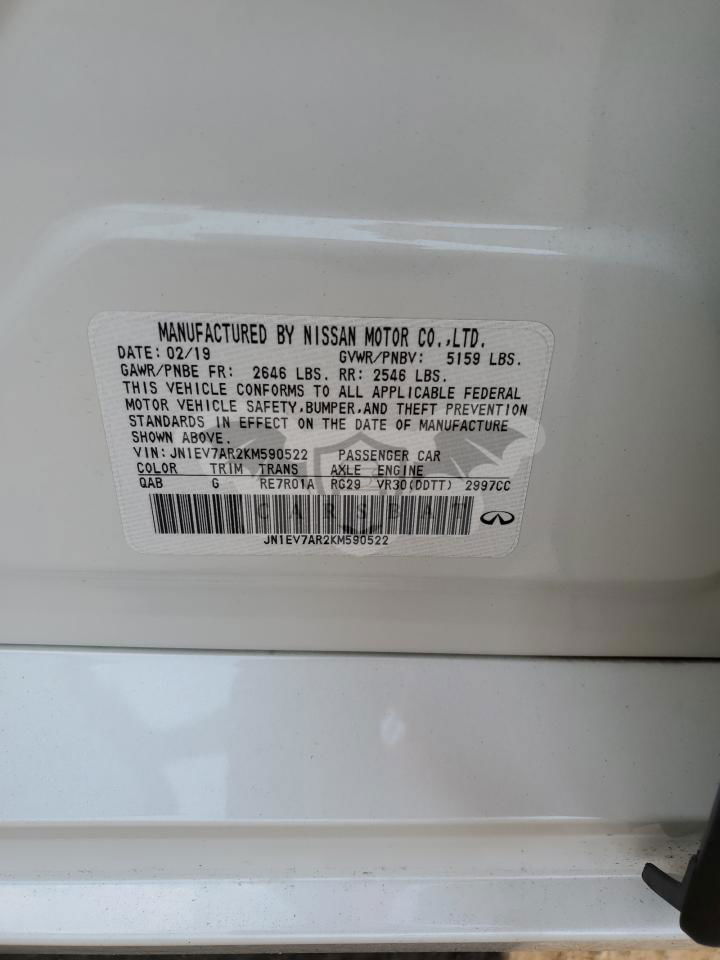 MANUFACTURED BY NISSAN MOTOR CO.,LTD.
DATE: 02/19 GVWR/PNBV: 5159 LBS.
GAWR/PNBE FR: 2646 LBS. RR: 2546 LBS.
THIS VEHICLE CONFORMS TO ALL APPLICABLE FEDERAL
MOTOR VEHICLE SAFETY,BUMPER,AND THEFT PREVENTION
STANDARDS IN EFFECT ON THE DATE OF MANUFACTURE
SHOWN ABOVE.
VIN:JN1EV7AR2KM590522 PASSENGER CAR
COLOR TRIM TRANS AXLE ENGINE
QAB G RE7R01A RG29 VR30(DDTT) 2997CC
CARSBAT
JN1EV7AR2KM590522